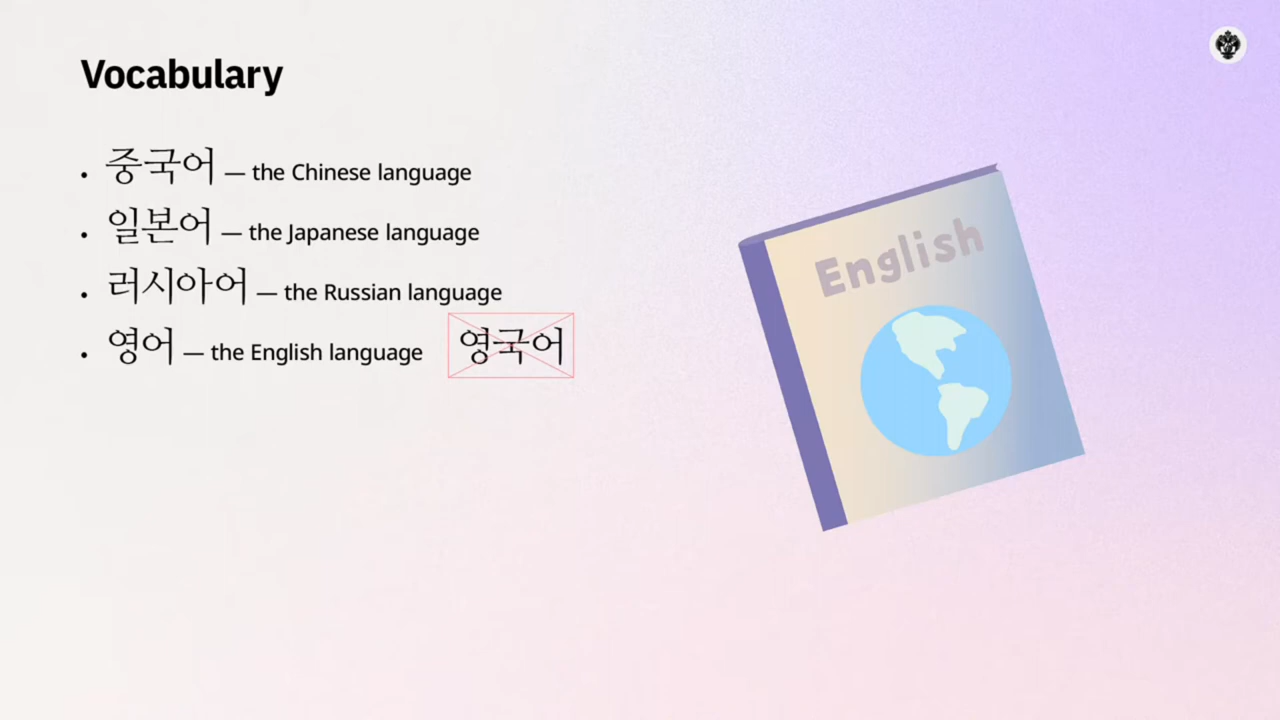 Vocabulary
• 중국어 — the Chinese language
• 일본어 — the Japanese language
• 러시아어 — the Russian language
• 영어 — the English language 영국어
English